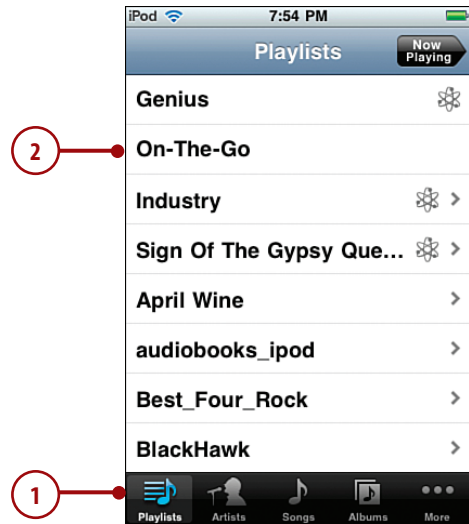 iPod 7:54 PM
Playlists
Now Playing
Genius
2
On-The-Go
Industry
Sign Of The Gypsy Que...
April Wine
audiobooks_ipod
Best_Four_Rock
BlackHawk
1
Playlists Artists Songs Albums More